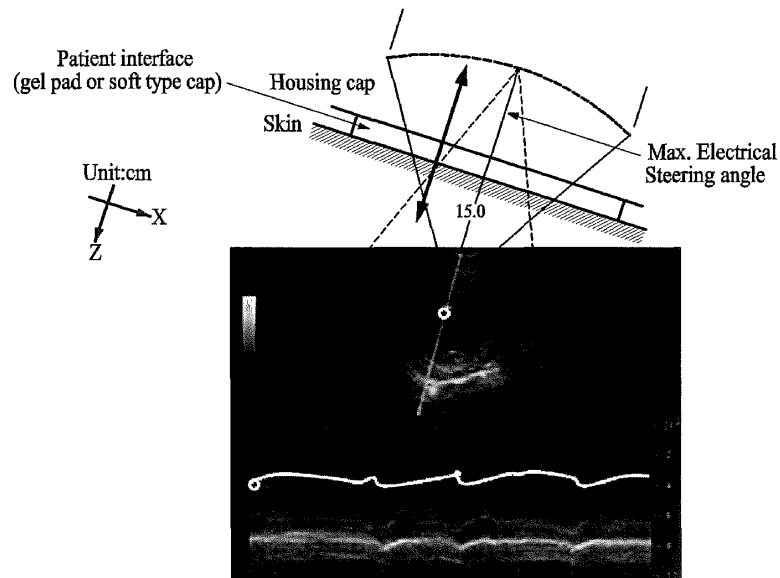 Patient interface
(gel pad or soft type cap)
Housing cap
Skin
Max. Electrical
Steering angle
Unit:cm
X
Z
15.0